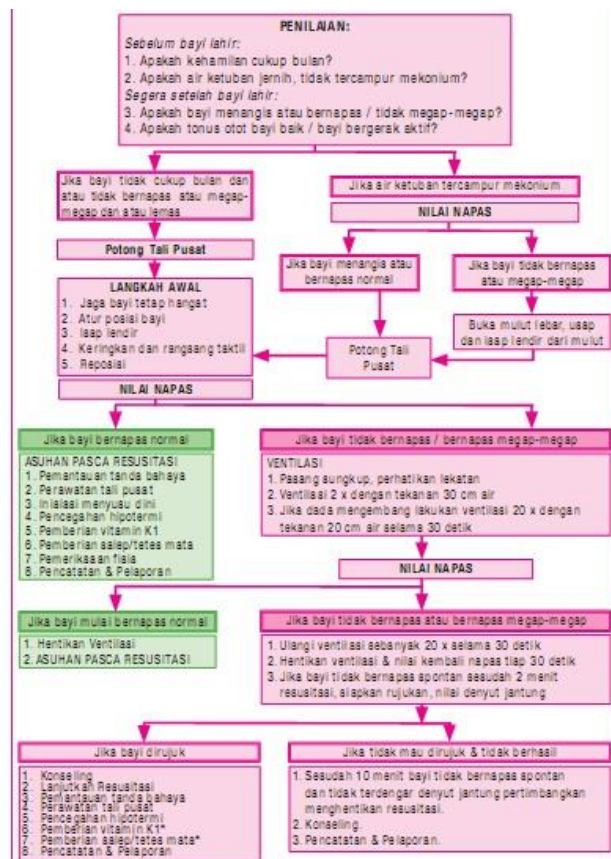 PENILAIAN:
Sebelum bayi lahir:
1. Apakah kehamilan cukup bulan?
2. Apakah air ketuban jernih, tidak tercampur mekonium?
Segera setelah bayi lahir:
3. Apakah bayi menangis atau bernapas / tidak megap-megap?
4. Apakah tonus otot bayi baik / bayi bergerak aktif?
Jika bayi tidak cukup bulan dan
atau tidak bernapas atau megap-
megap dan atau lemas
Jika air ketuban tercampur mekonium
NILAI NAPAS
Potong Tali Pusat
Jika bayi menangis atau
bernapas normal
Jika bayi tidak bernapas
atau megap-megap
LANGKAH AWAL
1. Jaga bayi tetap hangat
2. Atur posisi bayi
3. Isap lendir
4. Keringkan dan rangsang taktil
5. Reposisi
Potong Tali
Pusat
Buka mulut lebar, usap
dan isap lendir dari mulut
NILAI NAPAS
Jika bayi bernapas normal
ASUHAN PASCA RESUSITASI
1. Pemantauan tanda bahaya
2. Perawatan tali pusat
3. Inisiasi menyusu dini
4. Pencegahan hipotermi
5. Pemberian vitamin K1
6. Pemberian salep/tetes mata
7. Pemeriksaan fisis
8. Pencatatan & Pelaporan
Jika bayi tidak bernapas / bernapas megap-megap
VENTILASI
1. Pasang sungkup, perhatikan lekatan
2. Ventilasi 2 x dengan tekanan 30 cm air
3. Jika dada mengembang lakukan ventilasi 20 x dengan
tekanan 20 cm air selama 30 detik
NILAI NAPAS
Jika bayi mulai bernapas normal
1. Hentikan Ventilasi
2. ASUHAN PASCA RESUSITASI
Jika bayi tidak bernapas atau bernapas megap-megap
1. Ulangi ventilasi sebanyak 20 x selama 30 detik
2. Hentikan ventilasi & nilai kembali napas tiap 30 detik
3. Jika bayi tidak bernapas spontan sesudah 2 menit
resusitasi, siapkan rujukan, nilai denyut jantung
Jika bayi dirujuk
1. Konseling
2. Lanjutkan Resusitasi
3. Pemantauan tanda bahaya
4. Perawatan tali pusat
5. Pencegahan hipotermi
6. Pemberian vitamin K1*
7. Pemberian salep/tetes mata*
8. Pencatatan & Pelaporan
Jika tidak mau dirujuk & tidak berhasil
1. Sesudah 10 menit bayi tidak bernapas spontan
dan tidak terdengar denyut jantung pertimbangkan
menghentikan resusitasi.
2. Konseling.
3. Pencatatan & Pelaporan.